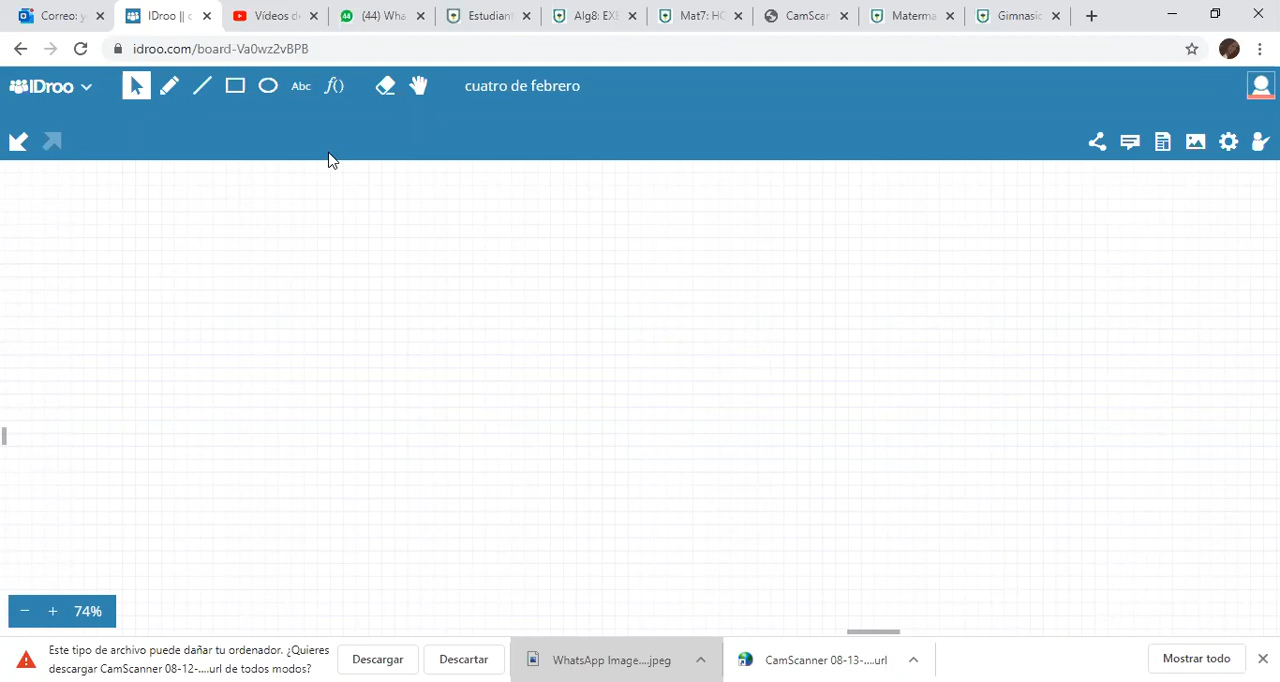 Correo: y
IDroo || c
Vídeos de
(44) Wha
Estudiant
Alg8: EXE
Mat7: HO
CamScar
Materma
Gimnasic
idroo.com/board-Va0wz2vBPB
IDroo
Abc
f()
cuatro de febrero
− + 74%
Este tipo de archivo puede dañar tu ordenador. ¿Quieres
descargar CamScanner 08-12-....url de todos modos?
Descargar
Descartar
WhatsApp Image....jpeg
CamScanner 08-13-....url
Mostrar todo